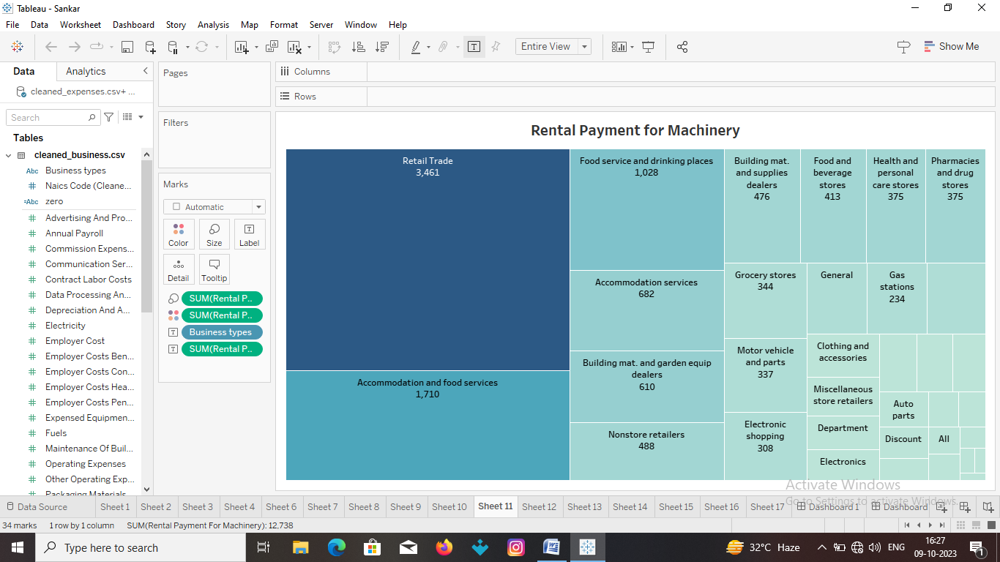 Tableau - Sankar
File Data Worksheet Dashboard Story Analysis Map Format Server Window Help
Entire View
Show Me
Data Analytics
cleaned_expenses.csv+ ...
Search
Tables
cleaned_business.csv
Abc Business types
# Naics Code (Cleane...
=Abc zero
# Advertising And Pro...
# Annual Payroll
# Commission Expens...
# Communication Ser...
# Contract Labor Costs
# Data Processing An...
# Depreciation And A...
# Electricity
# Employer Cost
# Employer Costs Ben...
# Employer Costs Con...
# Employer Costs Hea...
# Employer Costs Pen...
# Expensed Equipmen...
# Fuels
# Maintenance Of Buil...
# Operating Expenses
# Other Operating Exp...
# Packaging Materials
Pages
Filters
Marks
Automatic
Color Size Label
Detail Tooltip
SUM(Rental P..
SUM(Rental P..
Business types
SUM(Rental P..
Columns
Rows
Rental Payment for Machinery
Retail Trade
3,461
Accommodation and food services
1,710
Food service and drinking places
1,028
Accommodation services
682
Building mat. and garden equip
dealers
610
Nonstore retailers
488
Building mat.
and supplies
dealers
476
Food and
beverage
stores
413
Health and
personal
care stores
375
Pharmacies
and drug
stores
375
Grocery stores
344
General
Gas
stations
234
Motor vehicle
and parts
337
Electronic
shopping
308
Clothing and
accessories
Miscellaneous
store retailers
Department
Electronics
Auto
parts
Discount
All
Activate Windows
Go to Settings to activate Windows.
Data Source Sheet 1 Sheet 2 Sheet 3 Sheet 4 Sheet 6 Sheet 7 Sheet 8 Sheet 9 Sheet 10 Sheet 11 Sheet 12 Sheet 13 Sheet 14 Sheet 15 Sheet 16 Sheet 17 Dashboard 1 Dashboard
34 marks 1 row by 1 column SUM(Rental Payment For Machinery): 12,738
Type here to search
32°C Haze
ENG
16:27
09-10-2023
1